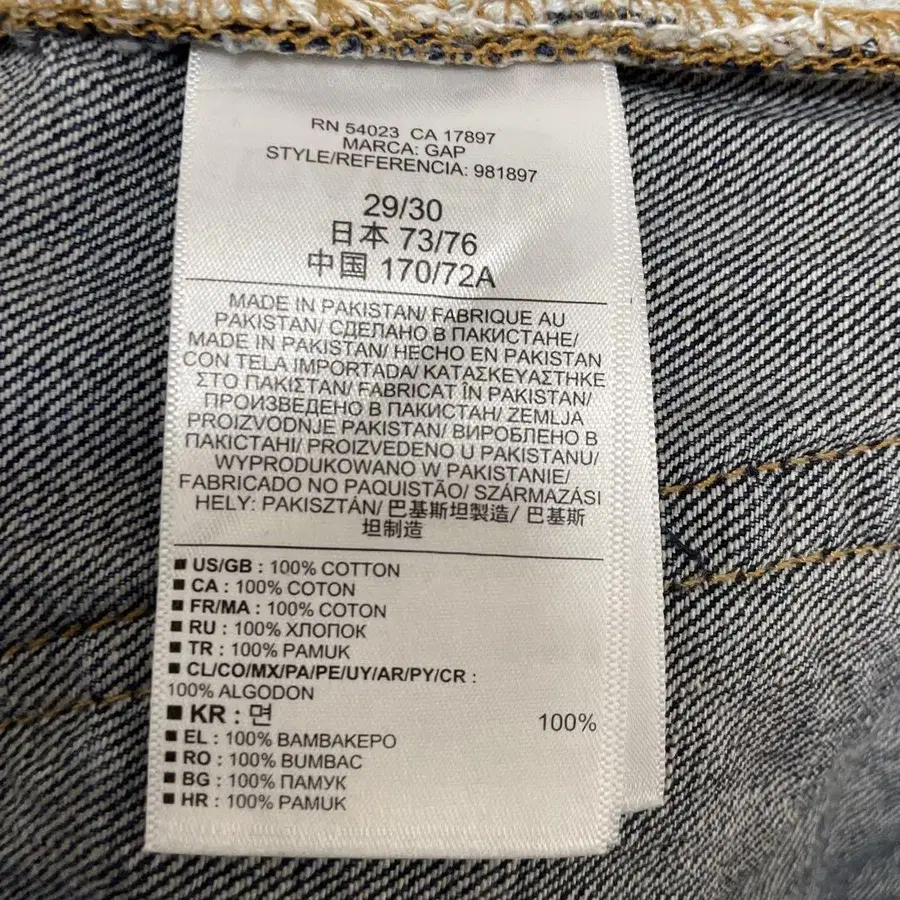 RN 54023 CA 17897
MARCA: GAP
STYLE/REFERENCIA: 981897
29/30
日本 73/76
中国 170/72A
MADE IN PAKISTAN/ FABRIQUE AU
PAKISTAN/ СДЕЛАНО В ПАКИСТАНЕ/
MADE IN PAKISTAN/ HECHO EN PAKISTAN
CON TELA IMPORTADA/ ΚΑΤΑΣΚΕΥΑΣΤΗΚΕ
ΣΤΟ ΠΑΚΙΣΤΑΝ/ FABRICAT ÎN PAKISTAN/
ПРОИЗВЕДЕНО В ПАКИСТАН/ ZEMLJA
PROIZVODNJE PAKISTAN/ ВИРОБЛЕНО В
ПАКІСТАНІ/ PROIZVEDENO U PAKISTANU/
WYPRODUKOWANO W PAKISTANIE/
FABRICADO NO PAQUISTÃO/ SZÁRMAZÁSI
HELY: PAKISZTÁN/ 巴基斯坦製造/ 巴基斯
坦制造
■ US/GB : 100% COTTON
■ CA : 100% COTON
■ FR/MA : 100% COTON
■ RU : 100% ХЛОПОК
■ TR : 100% PAMUK
■ CL/CO/MX/PA/PE/UY/AR/PY/CR :
100% ALGODON
■ KR : 면 100%
■ EL : 100% ΒΑΜΒΑΚΕΡΟ
■ RO : 100% BUMBAC
■ BG : 100% ПАМУК
■ HR : 100% PAMUK